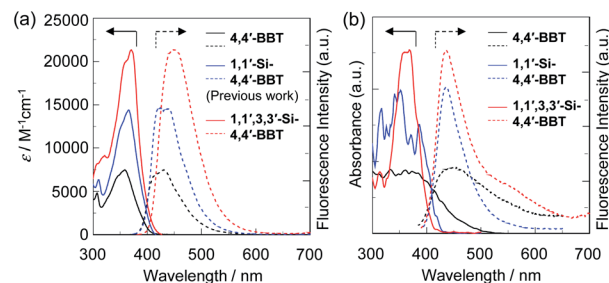 (a)
25000
20000
15000
10000
5000
0
ε / M⁻¹cm⁻¹
300 400 500 600 700
Wavelength / nm
Fluorescence Intensity (a.u.)
4,4′-BBT
1,1′-Si-
4,4′-BBT
(Previous work)
1,1′,3,3′-Si-
4,4′-BBT
(b)
Absorbance (a.u.)
300 400 500 600 700
Wavelength / nm
Fluorescence Intensity (a.u.)
4,4′-BBT
1,1′-Si-
4,4′-BBT
1,1′,3,3′-Si-
4,4′-BBT